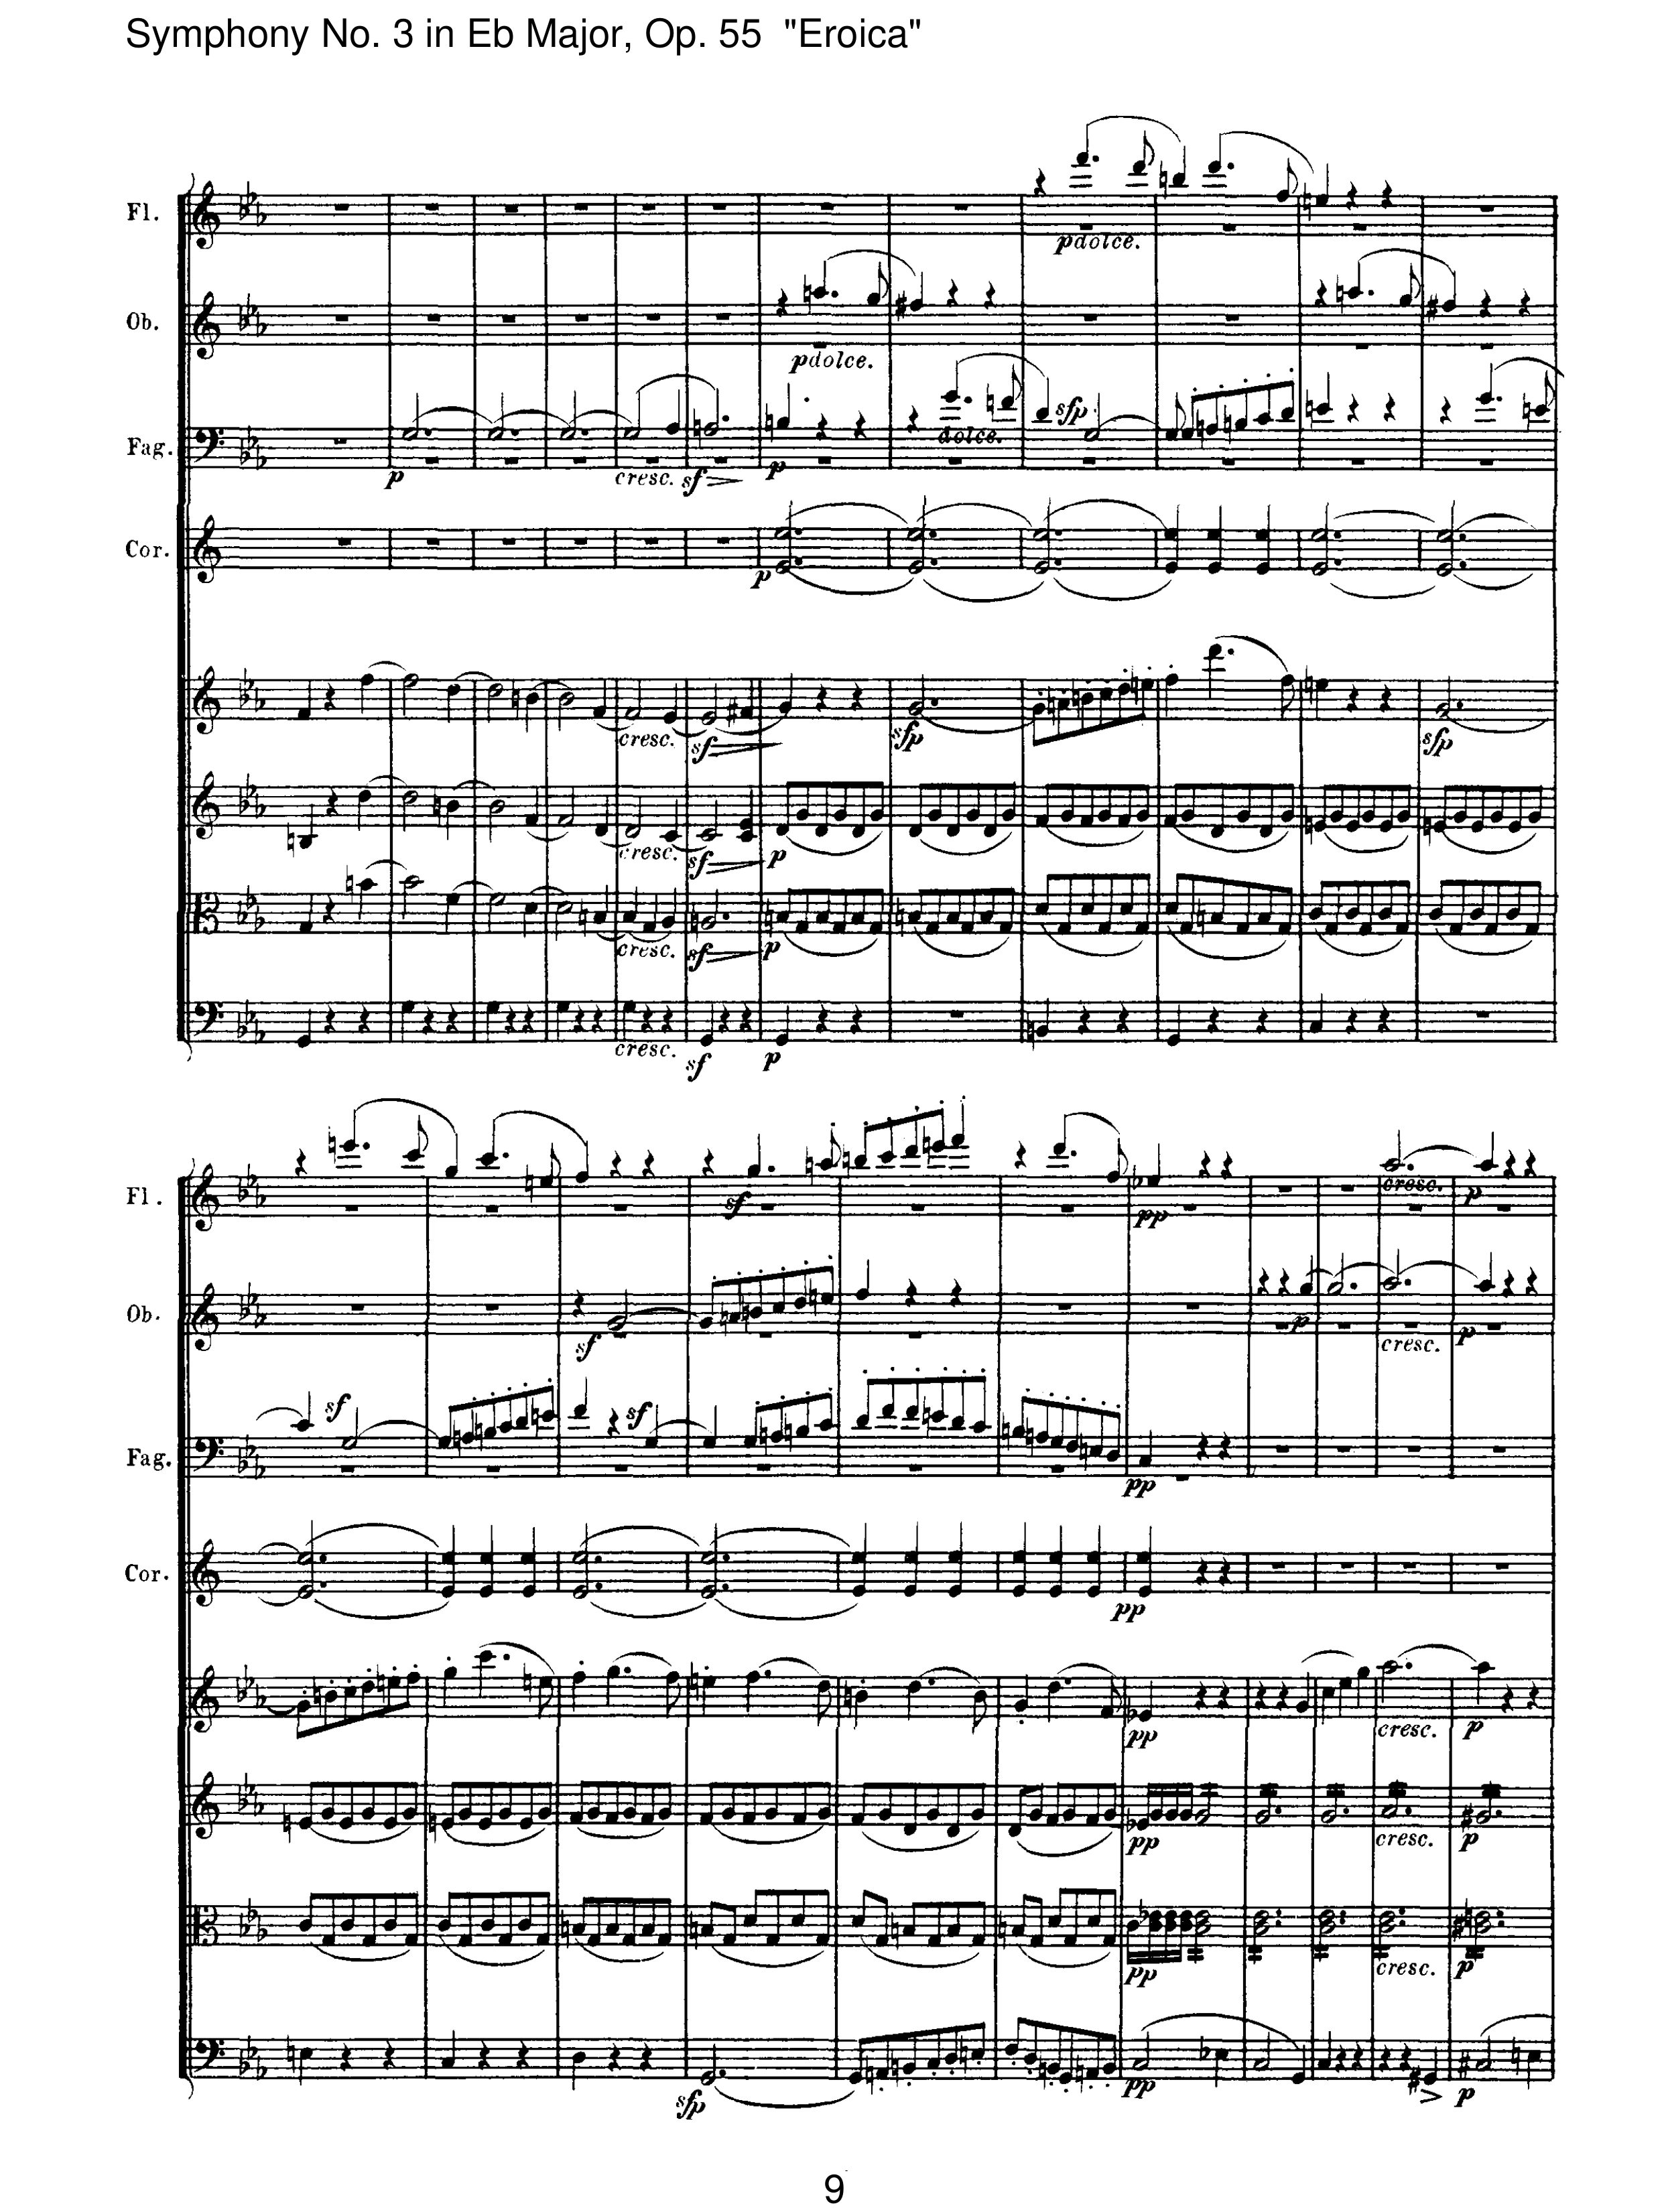 Symphony No. 3 in Eb Major, Op. 55 "Eroica"
Fl.
pdolce.
Ob.
pdolce.
Fag.
p
cresc.
sf
p
dolce.
sfp
Cor.
p
cresc.
sf
sfp
sfp
cresc.
sf
p
cresc.
sf
p
cresc.
sf
p
Fl.
sf
pp
cresc.
p
Ob.
sf
p
cresc.
p
Fag.
sf
sf
pp
Cor.
pp
pp
cresc.
p
pp
cresc.
p
pp
cresc.
p
sfp
pp
p
9